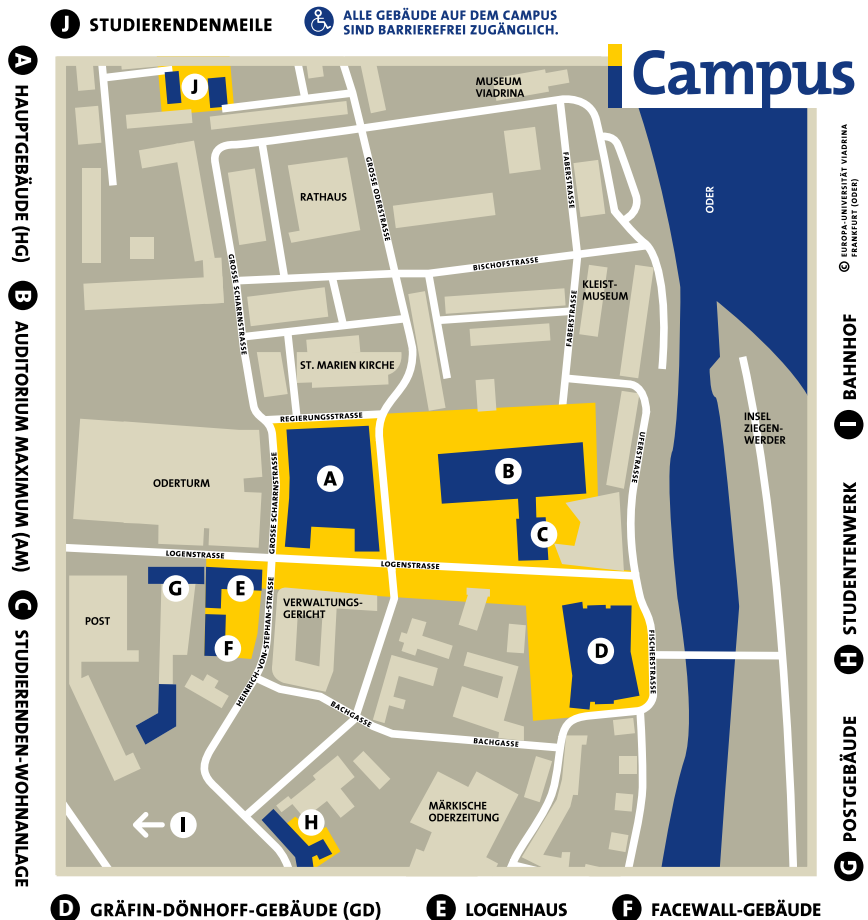 J STUDIERENDENMEILE
ALLE GEBÄUDE AUF DEM CAMPUS
SIND BARRIEREFREI ZUGÄNGLICH.
Campus
A HAUPTGEBÄUDE (HG)
B AUDITORIUM MAXIMUM (AM)
C STUDIERENDEN-WOHNANLAGE
J
MUSEUM
VIADRINA
RATHAUS
GROSSE ODERSTRASSE
FABERSTRASSE
ODER
© EUROPA-UNIVERSITÄT VIADRINA
FRANKFURT (ODER)
GROSSE SCHARRNSTRASSE
BISCHOFSTRASSE
KLEIST-
MUSEUM
FABERSTRASSE
ST. MARIEN KIRCHE
REGIERUNGSSTRASSE
INSEL
ZIEGEN-
WERDER
UFERSTRASSE
ODERTURM
GROSSE SCHARRNSTRASSE
A
B
C
LOGENSTRASSE
LOGENSTRASSE
G
E
F
POST
VERWALTUNGS-
GERICHT
HEINRICH-VON-STEPHAN-STRASSE
D
FISCHERSTRASSE
BACHGASSE
BACHGASSE
MÄRKISCHE
ODERZEITUNG
I
H
I BAHNHOF
H STUDENTENWERK
G POSTGEBÄUDE
D GRÄFIN-DÖNHOFF-GEBÄUDE (GD)
E LOGENHAUS
F FACEWALL-GEBÄUDE